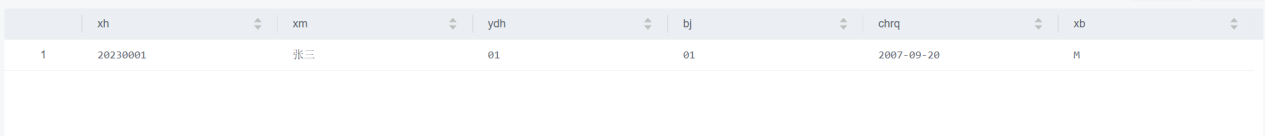 xh xm ydh bj chrq xb
1 20230001 张三 01 01 2007-09-20 M